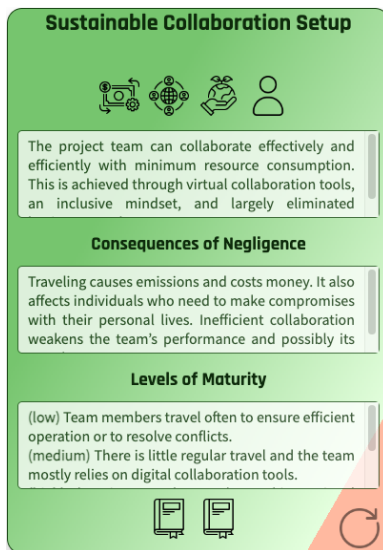 Sustainable Collaboration Setup
The project team can collaborate effectively and
efficiently with minimum resource consumption.
This is achieved through virtual collaboration tools,
an inclusive mindset, and largely eliminated
Consequences of Negligence
Traveling causes emissions and costs money. It also
affects individuals who need to make compromises
with their personal lives. Inefficient collaboration
weakens the team's performance and possibly its
Levels of Maturity
(low) Team members travel often to ensure efficient
operation or to resolve conflicts.
(medium) There is little regular travel and the team
mostly relies on digital collaboration tools.